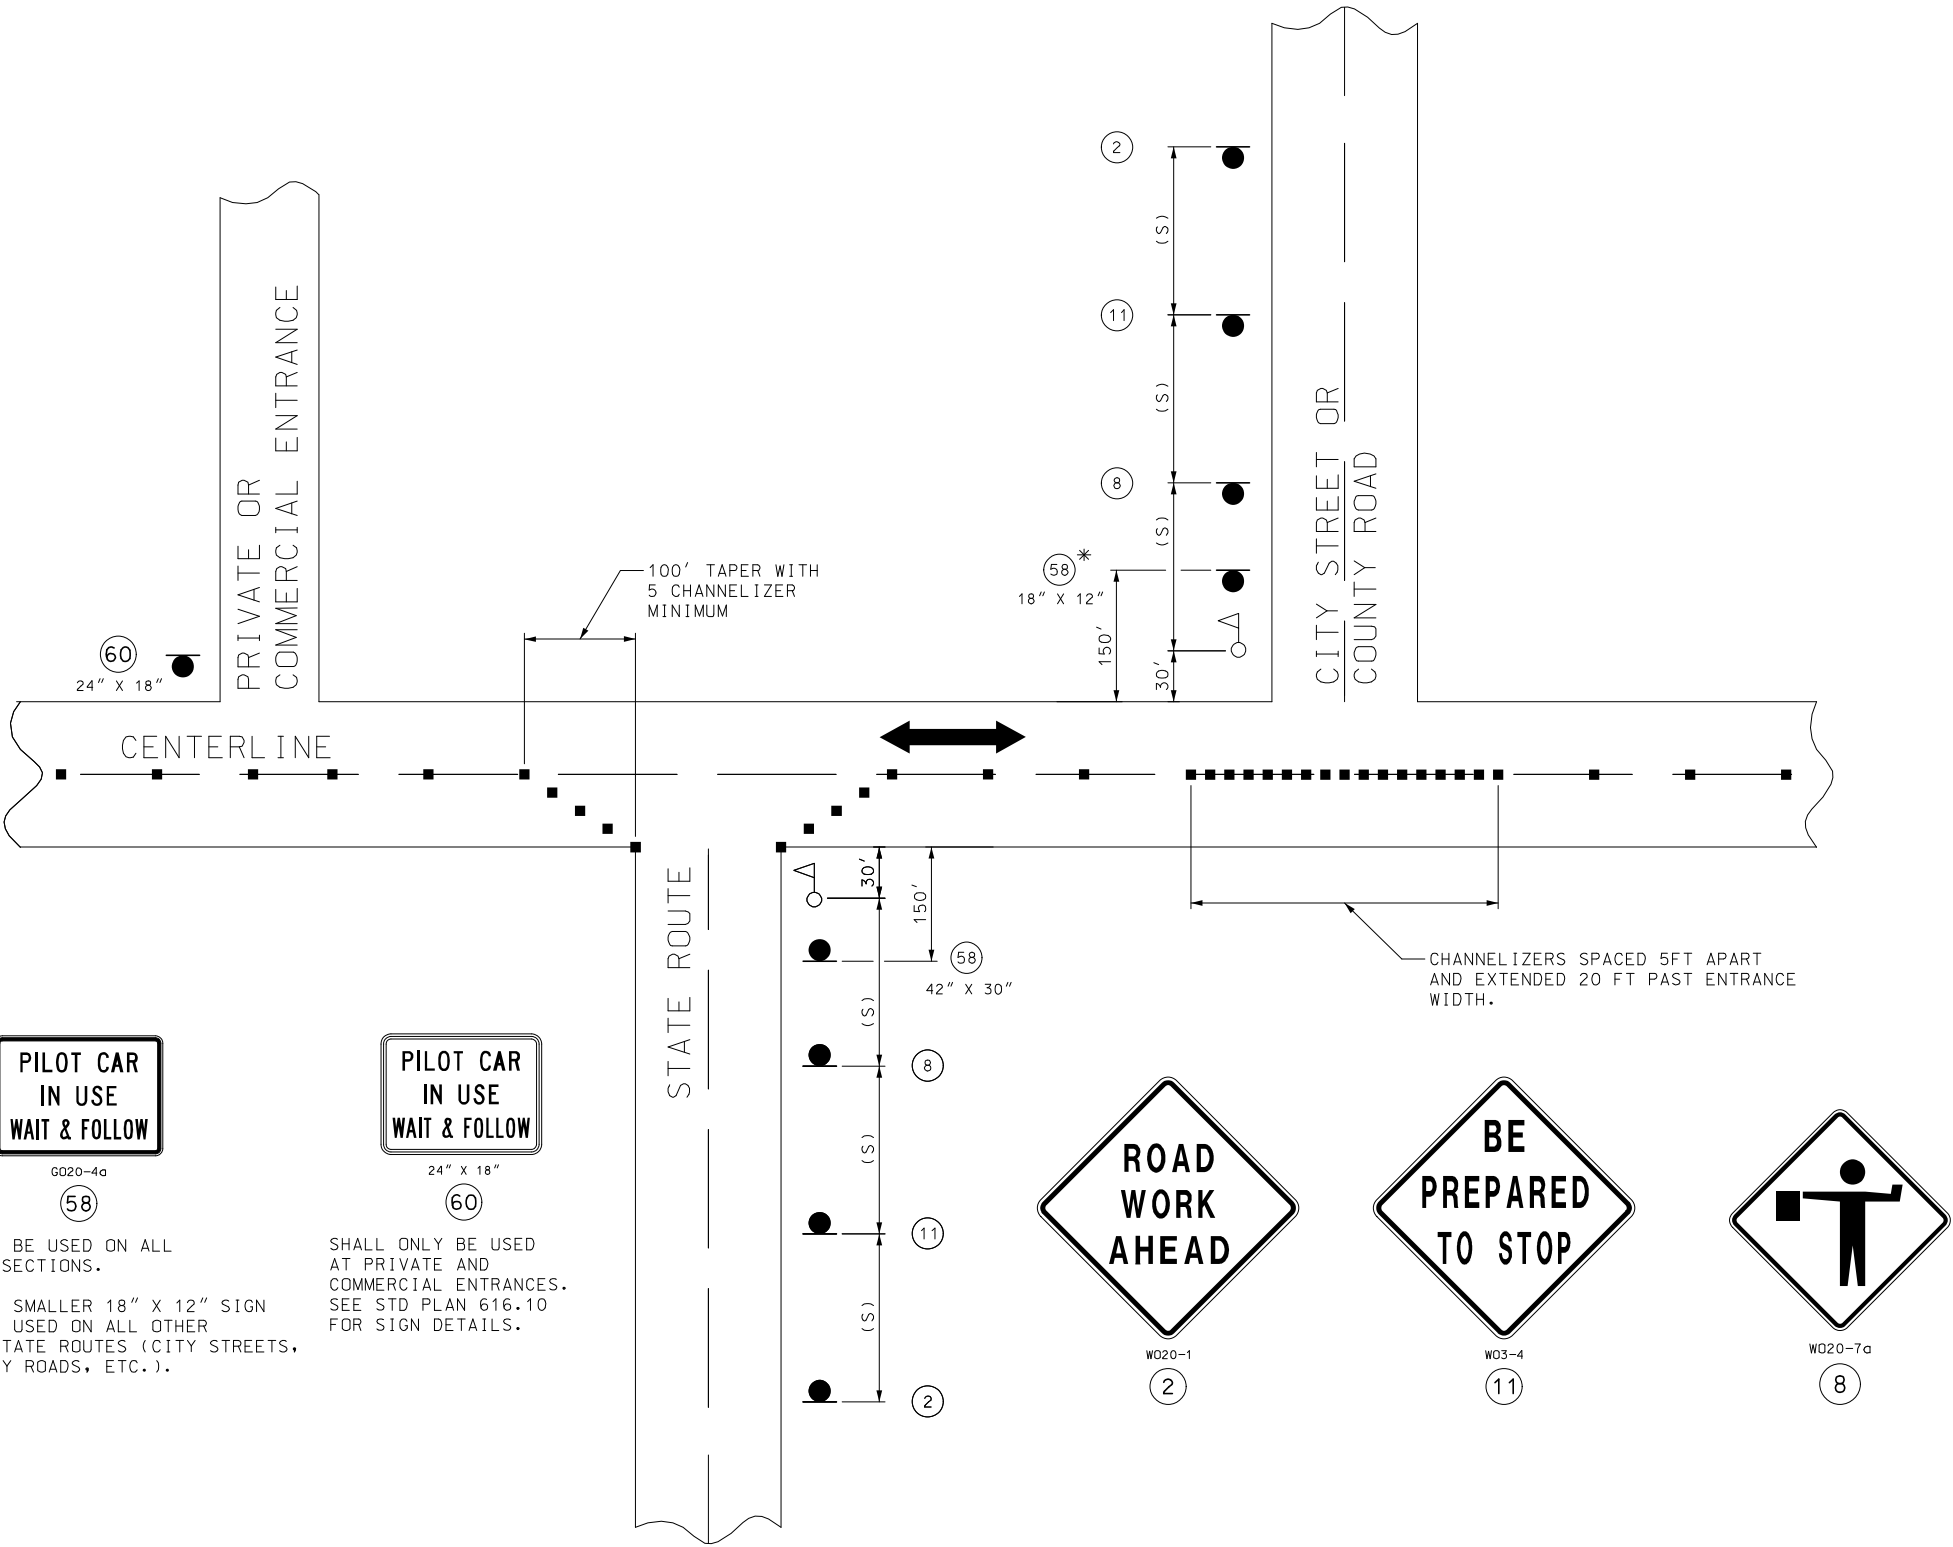 2
(S)
11
(S)
8
(S)
58*
18" X 12"
150'
30'
CITY STREET OR
COUNTY ROAD
PRIVATE OR
COMMERCIAL ENTRANCE
100' TAPER WITH
5 CHANNELIZER
MINIMUM
60
24" X 18"
CENTERLINE
STATE ROUTE
30'
150'
58
42" X 30"
(S)
8
(S)
11
(S)
2
CHANNELIZERS SPACED 5FT APART
AND EXTENDED 20 FT PAST ENTRANCE
WIDTH.
PILOT CAR
IN USE
WAIT & FOLLOW
GO20-4a
58
BE USED ON ALL
SECTIONS.
SMALLER 18" X 12" SIGN
USED ON ALL OTHER
TATE ROUTES (CITY STREETS,
Y ROADS, ETC.).
PILOT CAR
IN USE
WAIT & FOLLOW
24" X 18"
60
SHALL ONLY BE USED
AT PRIVATE AND
COMMERCIAL ENTRANCES.
SEE STD PLAN 616.10
FOR SIGN DETAILS.
ROAD
WORK
AHEAD
WO20-1
2
BE
PREPARED
TO STOP
WO3-4
11
WO20-7a
8